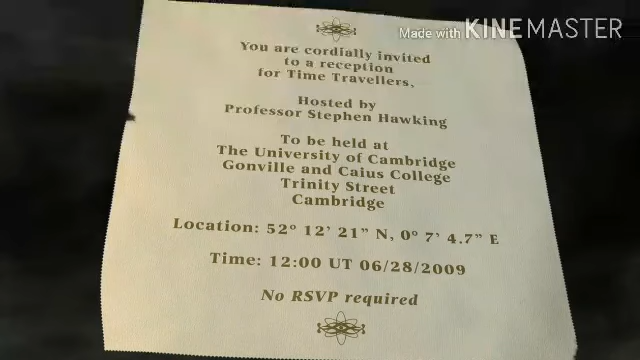 Made with KINEMASTER
You are cordially invited
to a reception
for Time Travellers,
Hosted by
Professor Stephen Hawking
To be held at
The University of Cambridge
Gonville and Caius College
Trinity Street
Cambridge
Location: 52° 12' 21" N, 0° 7' 4.7" E
Time: 12:00 UT 06/28/2009
No RSVP required